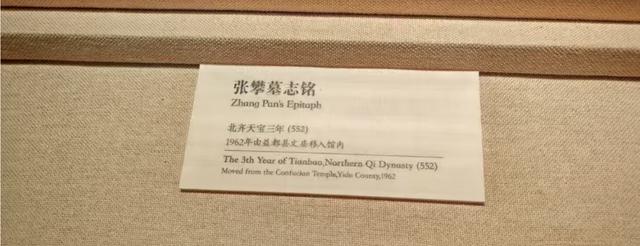 张攀墓志铭
Zhang Pan's Epitaph
北齐天宝三年 (552)
1962年由益都县文庙移入馆内
The 3th Year of Tianbao,Northern Qi Dynasty (552)
Moved from the Confucian Temple,Yidu County,1962